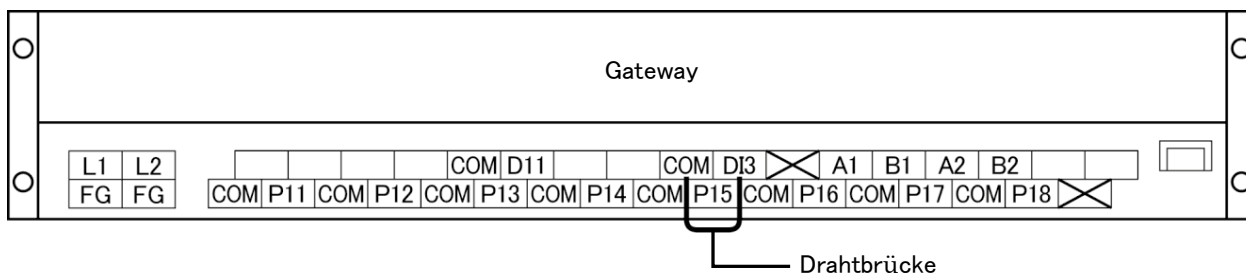 Gateway
L1 L2 COM D11 COM DI3 A1 B1 A2 B2
FG FG COM P11 COM P12 COM P13 COM P14 COM P15 COM P16 COM P17 COM P18
Drahtbrücke